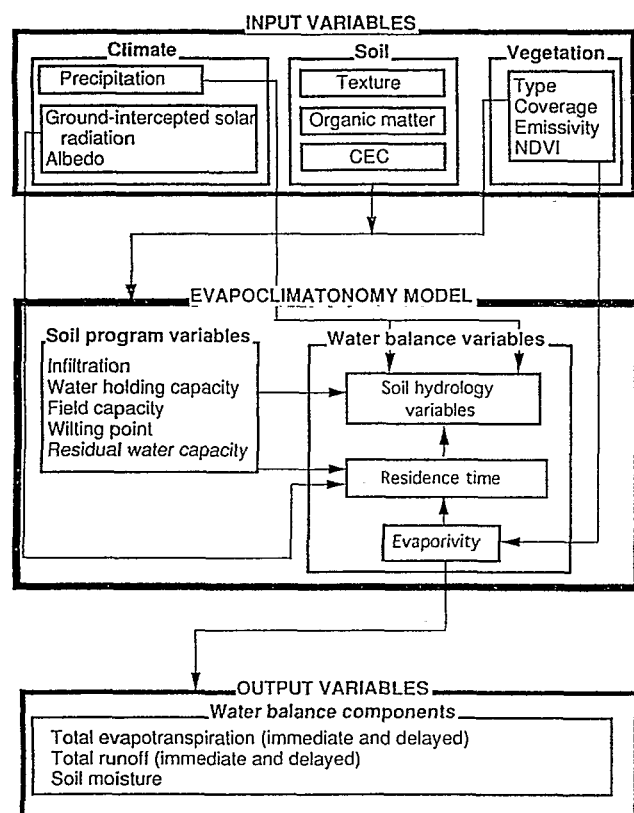 INPUT VARIABLES
Climate
Precipitation
Ground-intercepted solar
radiation
Albedo
Soil
Texture
Organic matter
CEC
Vegetation
Type
Coverage
Emissivity
NDVI
EVAPOCLIMATONOMY MODEL
Soil program variables
Infiltration
Water holding capacity
Field capacity
Wilting point
Residual water capacity
Water balance variables
Soil hydrology
variables
Residence time
Evaporivity
OUTPUT VARIABLES
Water balance components
Total evapotranspiration (immediate and delayed)
Total runoff (immediate and delayed)
Soil moisture